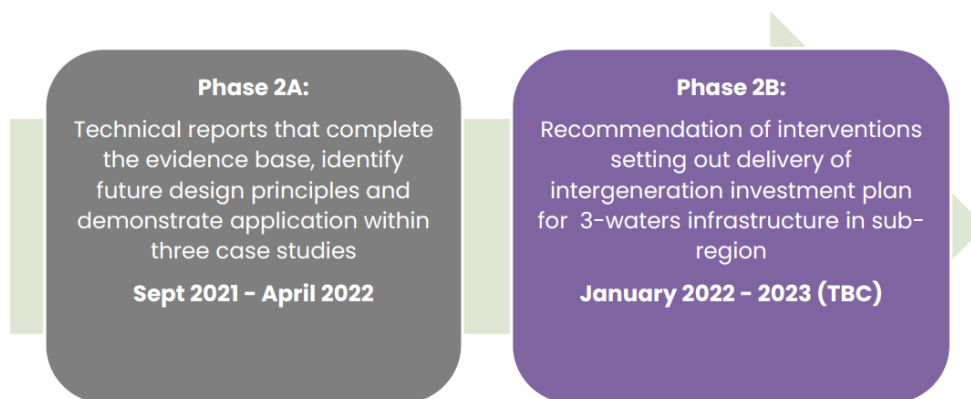 Phase 2A:
Technical reports that complete
the evidence base, identify
future design principles and
demonstrate application within
three case studies
Sept 2021 – April 2022
Phase 2B:
Recommendation of interventions
setting out delivery of
intergeneration investment plan
for 3-waters infrastructure in sub-
region
January 2022 – 2023 (TBC)